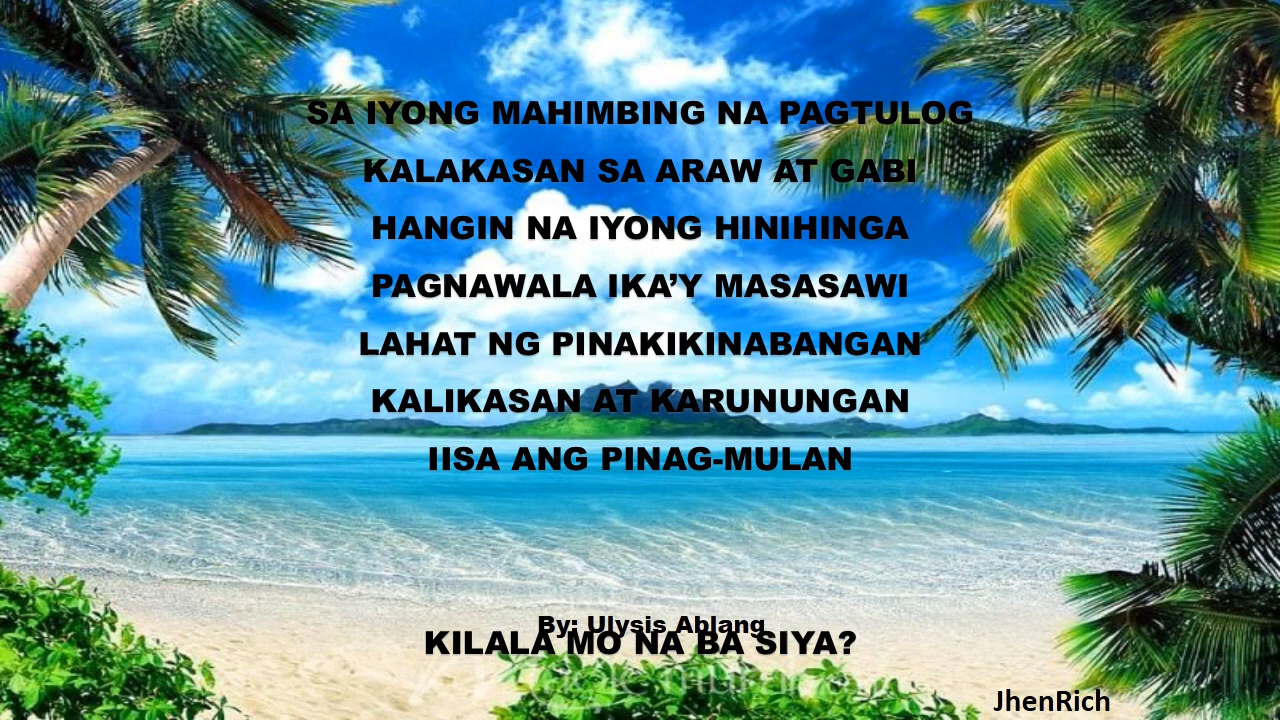 SA IYONG MAHIMBING NA PAGTULOG
KALAKASAN SA ARAW AT GABI
HANGIN NA IYONG HINIHINGA
PAGNAWALA IKA’Y MASASAWI
LAHAT NG PINAKIKINABANGAN
KALIKASAN AT KARUNUNGAN
IISA ANG PINAG-MULAN
By: Ulysis Ablang
KILALA MO NA BA SIYA?
JhenRich